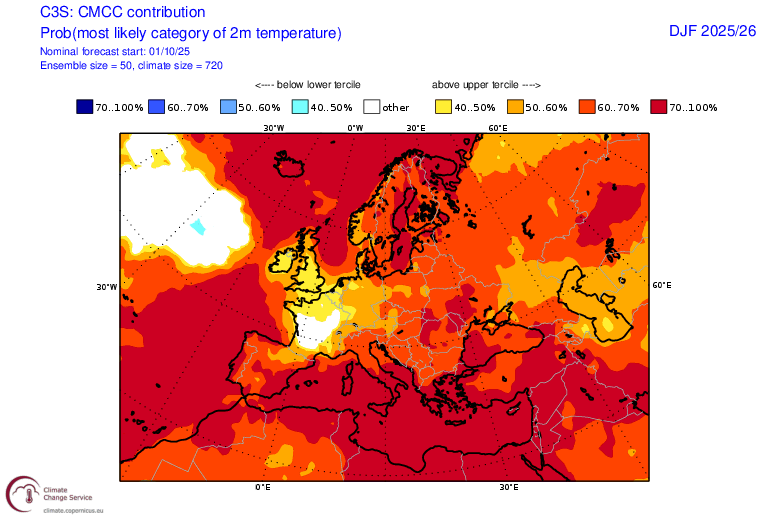 C3S: CMCC contribution
Prob(most likely category of 2m temperature)
DJF 2025/26
Nominal forecast start: 01/10/25
Ensemble size = 50, climate size = 720
<---- below lower tercile
above upper tercile ---->
70..100%
60..70%
50..60%
40..50%
other
40..50%
50..60%
60..70%
70..100%
30°W
0°W
30°E
60°E
30°W
60°E
0°E
30°E
Climate
Change Service
climate.copernicus.eu